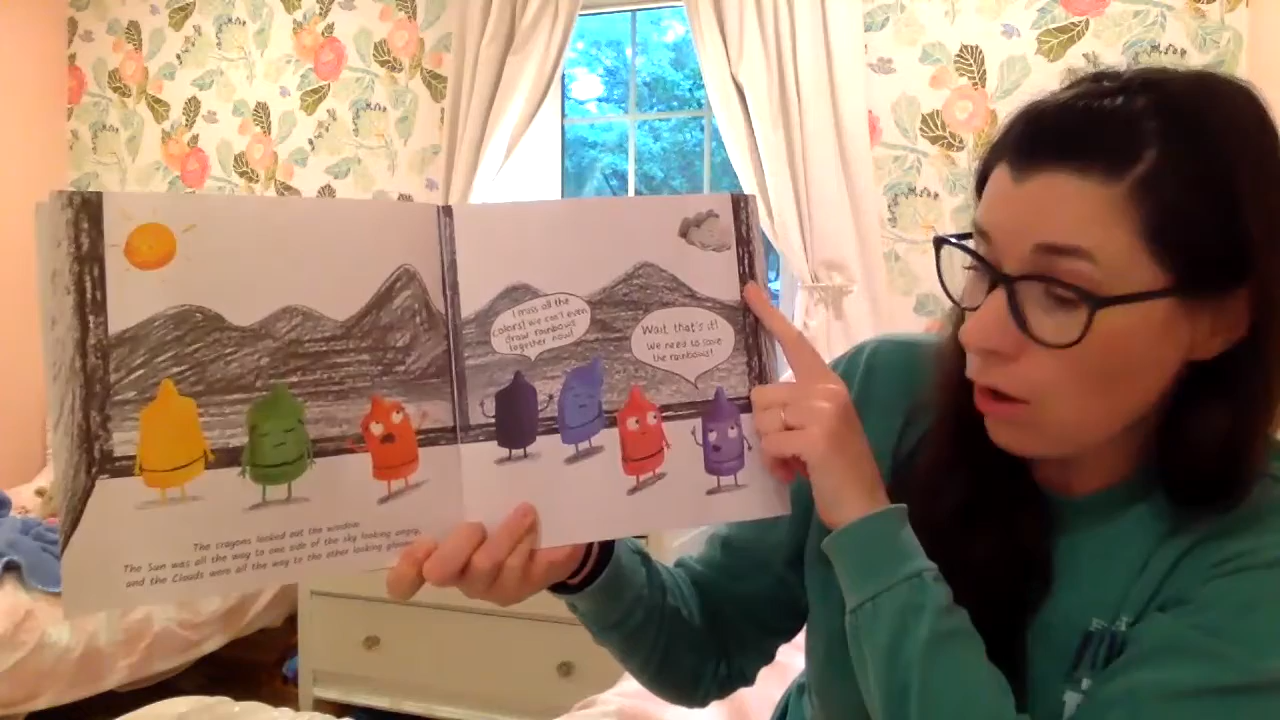 I miss all the
colors! We can't even
draw rainbows
together now!
Wait, that's it!
We need to save
the rainbows!
The crayons looked out the window.
The Sun was all the way to one side of the sky looking angry,
and the Clouds were all the way to the other looking